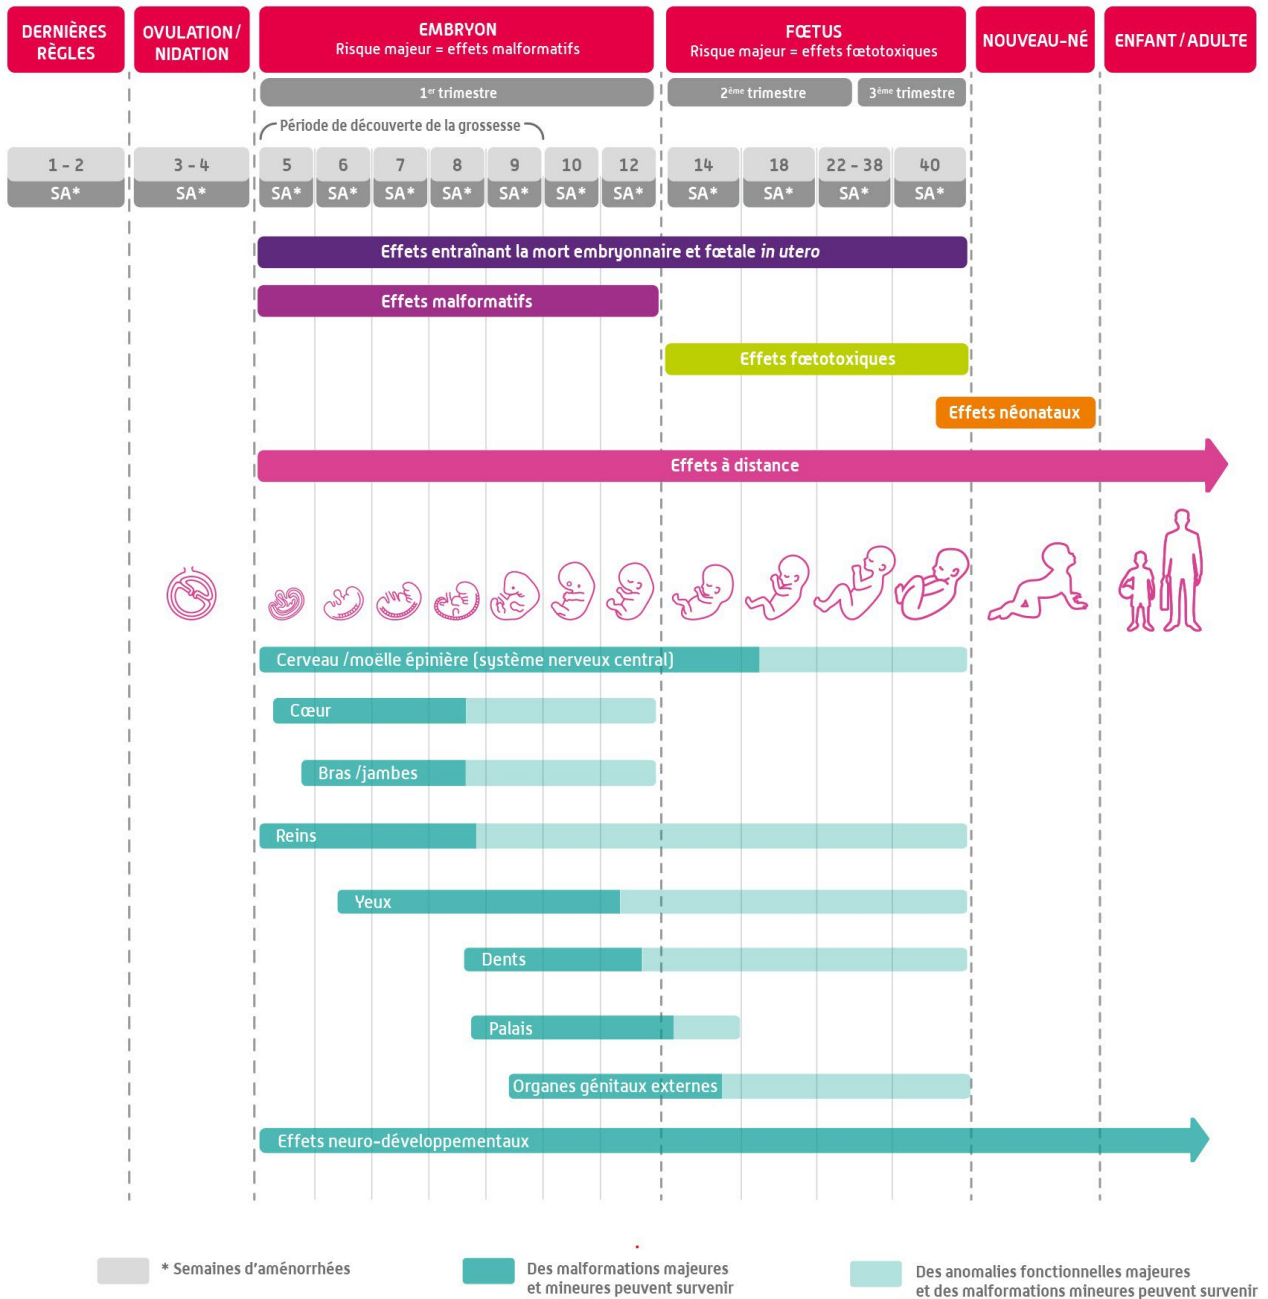 DERNIÈRES
RÈGLES
OVULATION/
NIDATION
EMBRYON
Risque majeur = effets malformatifs
FŒTUS
Risque majeur = effets fœtotoxiques
NOUVEAU-NÉ
ENFANT/ADULTE
1er trimestre
2ème trimestre
3ème trimestre
Période de découverte de la grossesse
1 - 2
3 - 4
5
6
7
8
9
10
12
14
18
22 - 38
40
SA*
SA*
SA*
SA*
SA*
SA*
SA*
SA*
SA*
SA*
SA*
SA*
SA*
Effets entraînant la mort embryonnaire et fœtale in utero
Effets malformatifs
Effets fœtotoxiques
Effets néonataux
Effets à distance
Cerveau /moëlle épinière (système nerveux central)
Cœur
Bras /jambes
Reins
Yeux
Dents
Palais
Organes génitaux externes
Effets neuro-développementaux
* Semaines d'aménorrhées
Des malformations majeures
et mineures peuvent survenir
Des anomalies fonctionnelles majeures
et des malformations mineures peuvent survenir